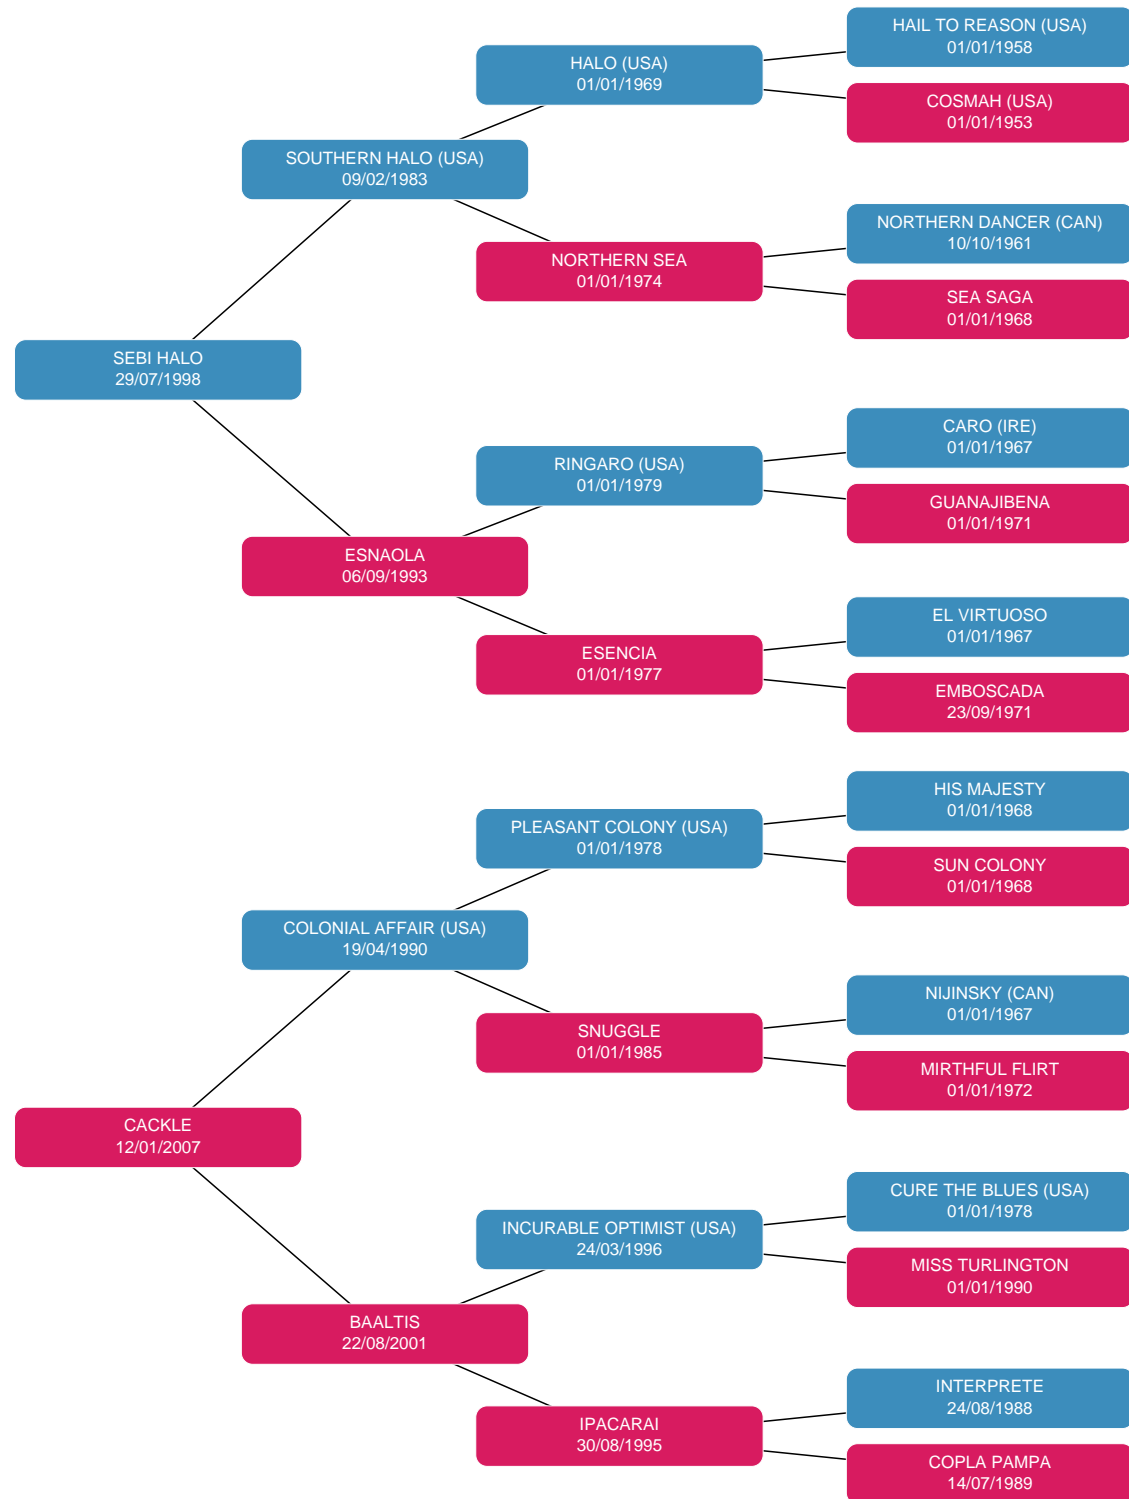 HAIL TO REASON (USA)
01/01/1958
HALO (USA)
01/01/1969
COSMAH (USA)
01/01/1953
SOUTHERN HALO (USA)
09/02/1983
NORTHERN DANCER (CAN)
10/10/1961
NORTHERN SEA
01/01/1974
SEA SAGA
01/01/1968
SEBI HALO
29/07/1998
CARO (IRE)
01/01/1967
RINGARO (USA)
01/01/1979
GUANAJIBENA
01/01/1971
ESNAOLA
06/09/1993
EL VIRTUOSO
01/01/1967
ESENCIA
01/01/1977
EMBOSCADA
23/09/1971
HIS MAJESTY
01/01/1968
PLEASANT COLONY (USA)
01/01/1978
SUN COLONY
01/01/1968
COLONIAL AFFAIR (USA)
19/04/1990
NIJINSKY (CAN)
01/01/1967
SNUGGLE
01/01/1985
MIRTHFUL FLIRT
01/01/1972
CACKLE
12/01/2007
CURE THE BLUES (USA)
01/01/1978
INCURABLE OPTIMIST (USA)
24/03/1996
MISS TURLINGTON
01/01/1990
BAALTIS
22/08/2001
INTERPRETE
24/08/1988
IPACARAI
30/08/1995
COPLA PAMPA
14/07/1989